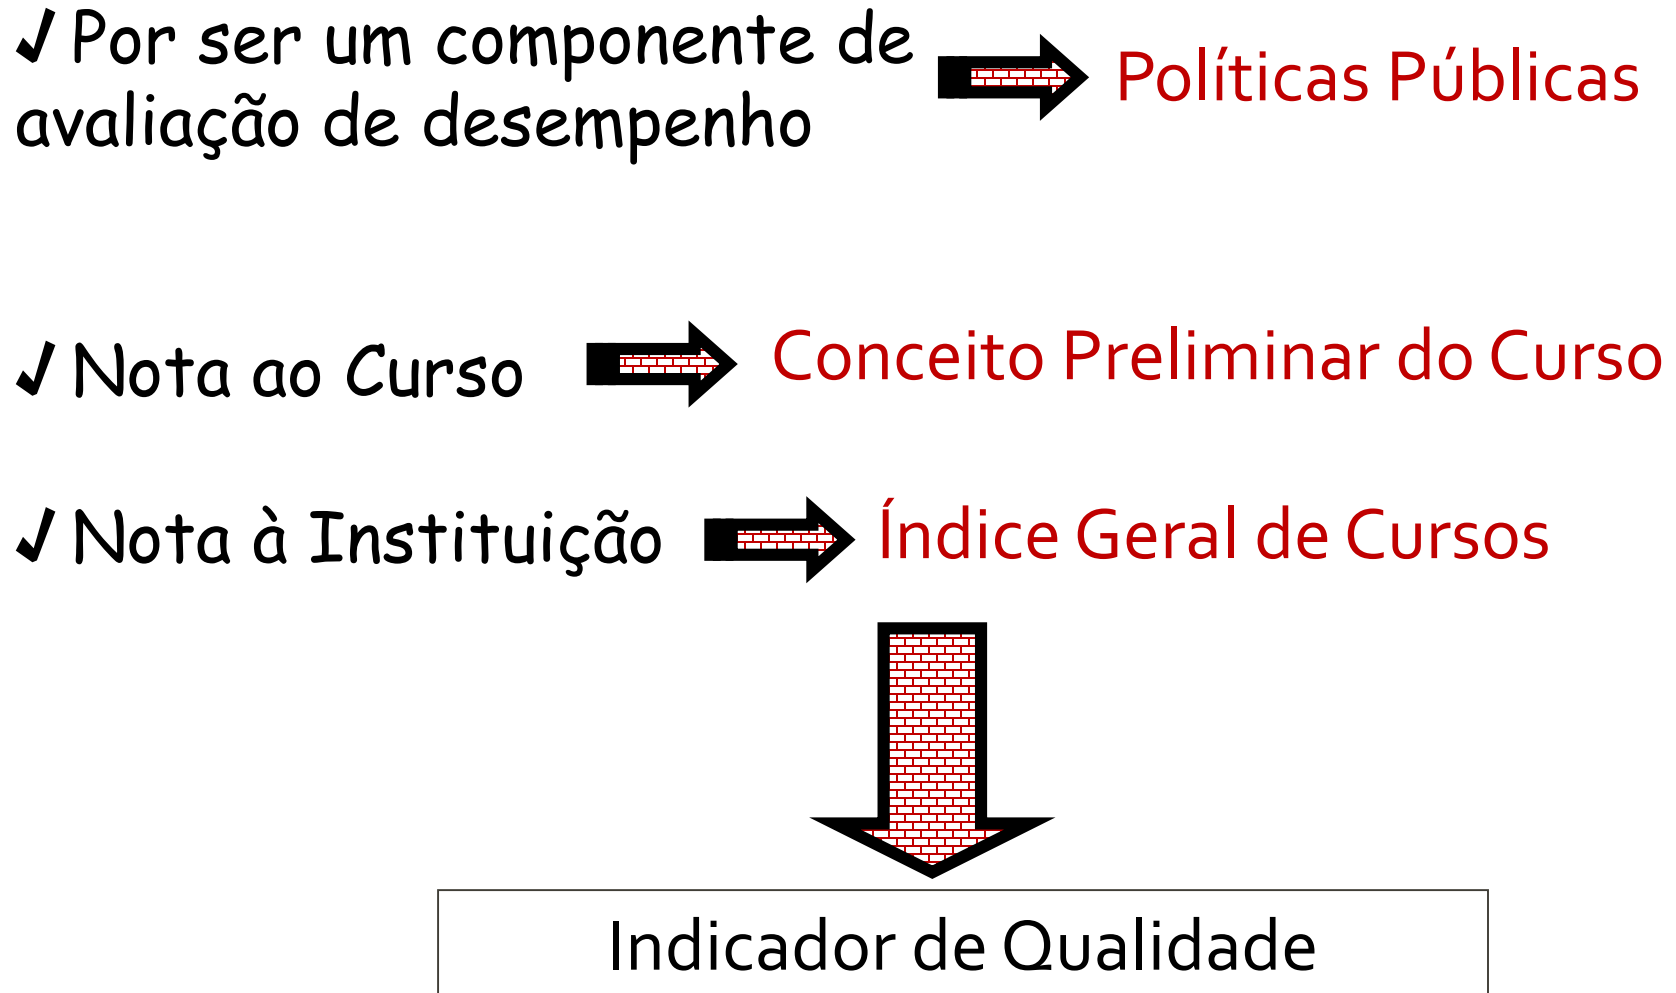 ✓Por ser um componente de
avaliação de desempenho
Políticas Públicas
✓Nota ao Curso
Conceito Preliminar do Curso
✓Nota à Instituição
Índice Geral de Cursos
Indicador de Qualidade